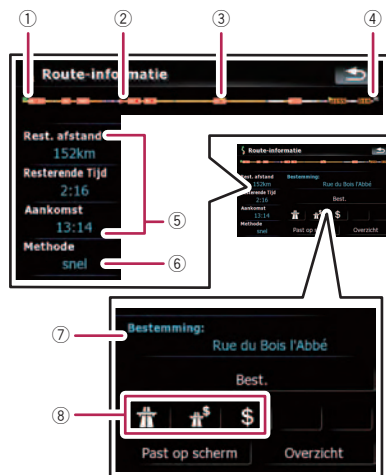 ① ② ③ ④
Route-informatie
Rest. afstand
152km
Resterende Tijd
2:16
Aankomst
13:14
Methode
snel
⑤
⑥
Route-informatie
Rest. afstand
152km
Resterende Tijd
2:16
Aankomst
13:14
Methode
snel
Bestemming:
Rue du Bois l'Abbé
Best.
$ $
Past op scherm Overzicht
⑦
Bestemming:
Rue du Bois l'Abbé
Best.
⑧
$ $
Past op scherm Overzicht